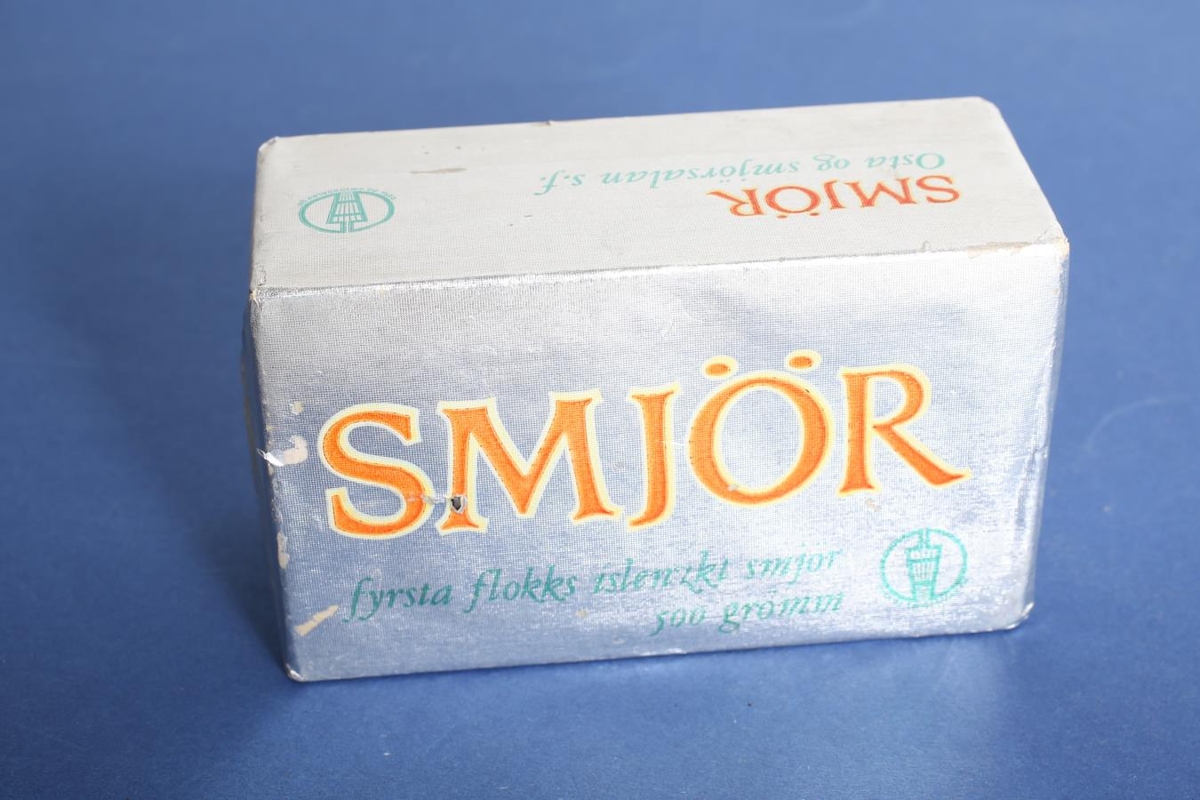 Osta og smjörsalan s.f.
SMJÖR
SMJÖR
fyrsta flokks íslenzkt smjör
500 grömm